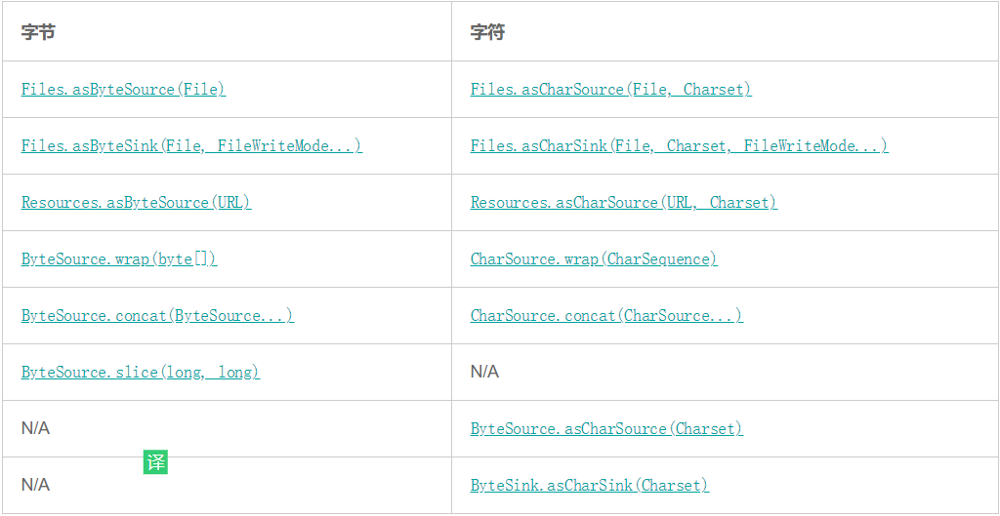 字节 字符
Files.asByteSource(File) Files.asCharSource(File, Charset)
Files.asByteSink(File, FileWriteMode...) Files.asCharSink(File, Charset, FileWriteMode...)
Resources.asByteSource(URL) Resources.asCharSource(URL, Charset)
ByteSource.wrap(byte[]) CharSource.wrap(CharSequence)
ByteSource.concat(ByteSource...) CharSource.concat(CharSource...)
ByteSource.slice(long, long) N/A
N/A ByteSource.asCharSource(Charset)
译
N/A ByteSink.asCharSink(Charset)